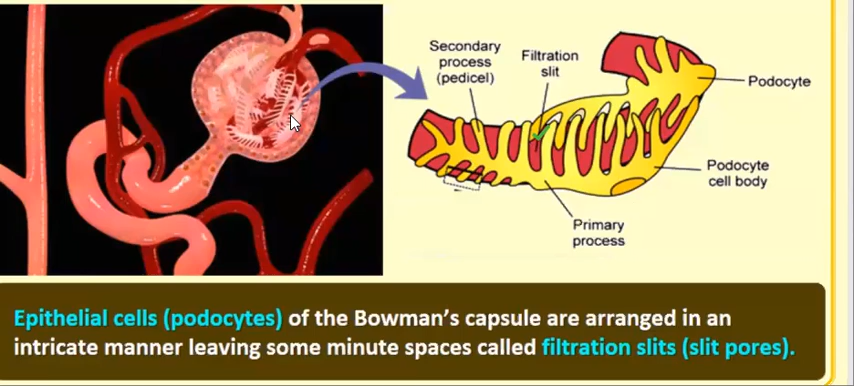 Secondary
process
(pedicel)
Filtration
slit
Podocyte
Podocyte
cell body
Primary
process
Epithelial cells (podocytes) of the Bowman's capsule are arranged in an
intricate manner leaving some minute spaces called filtration slits (slit pores).